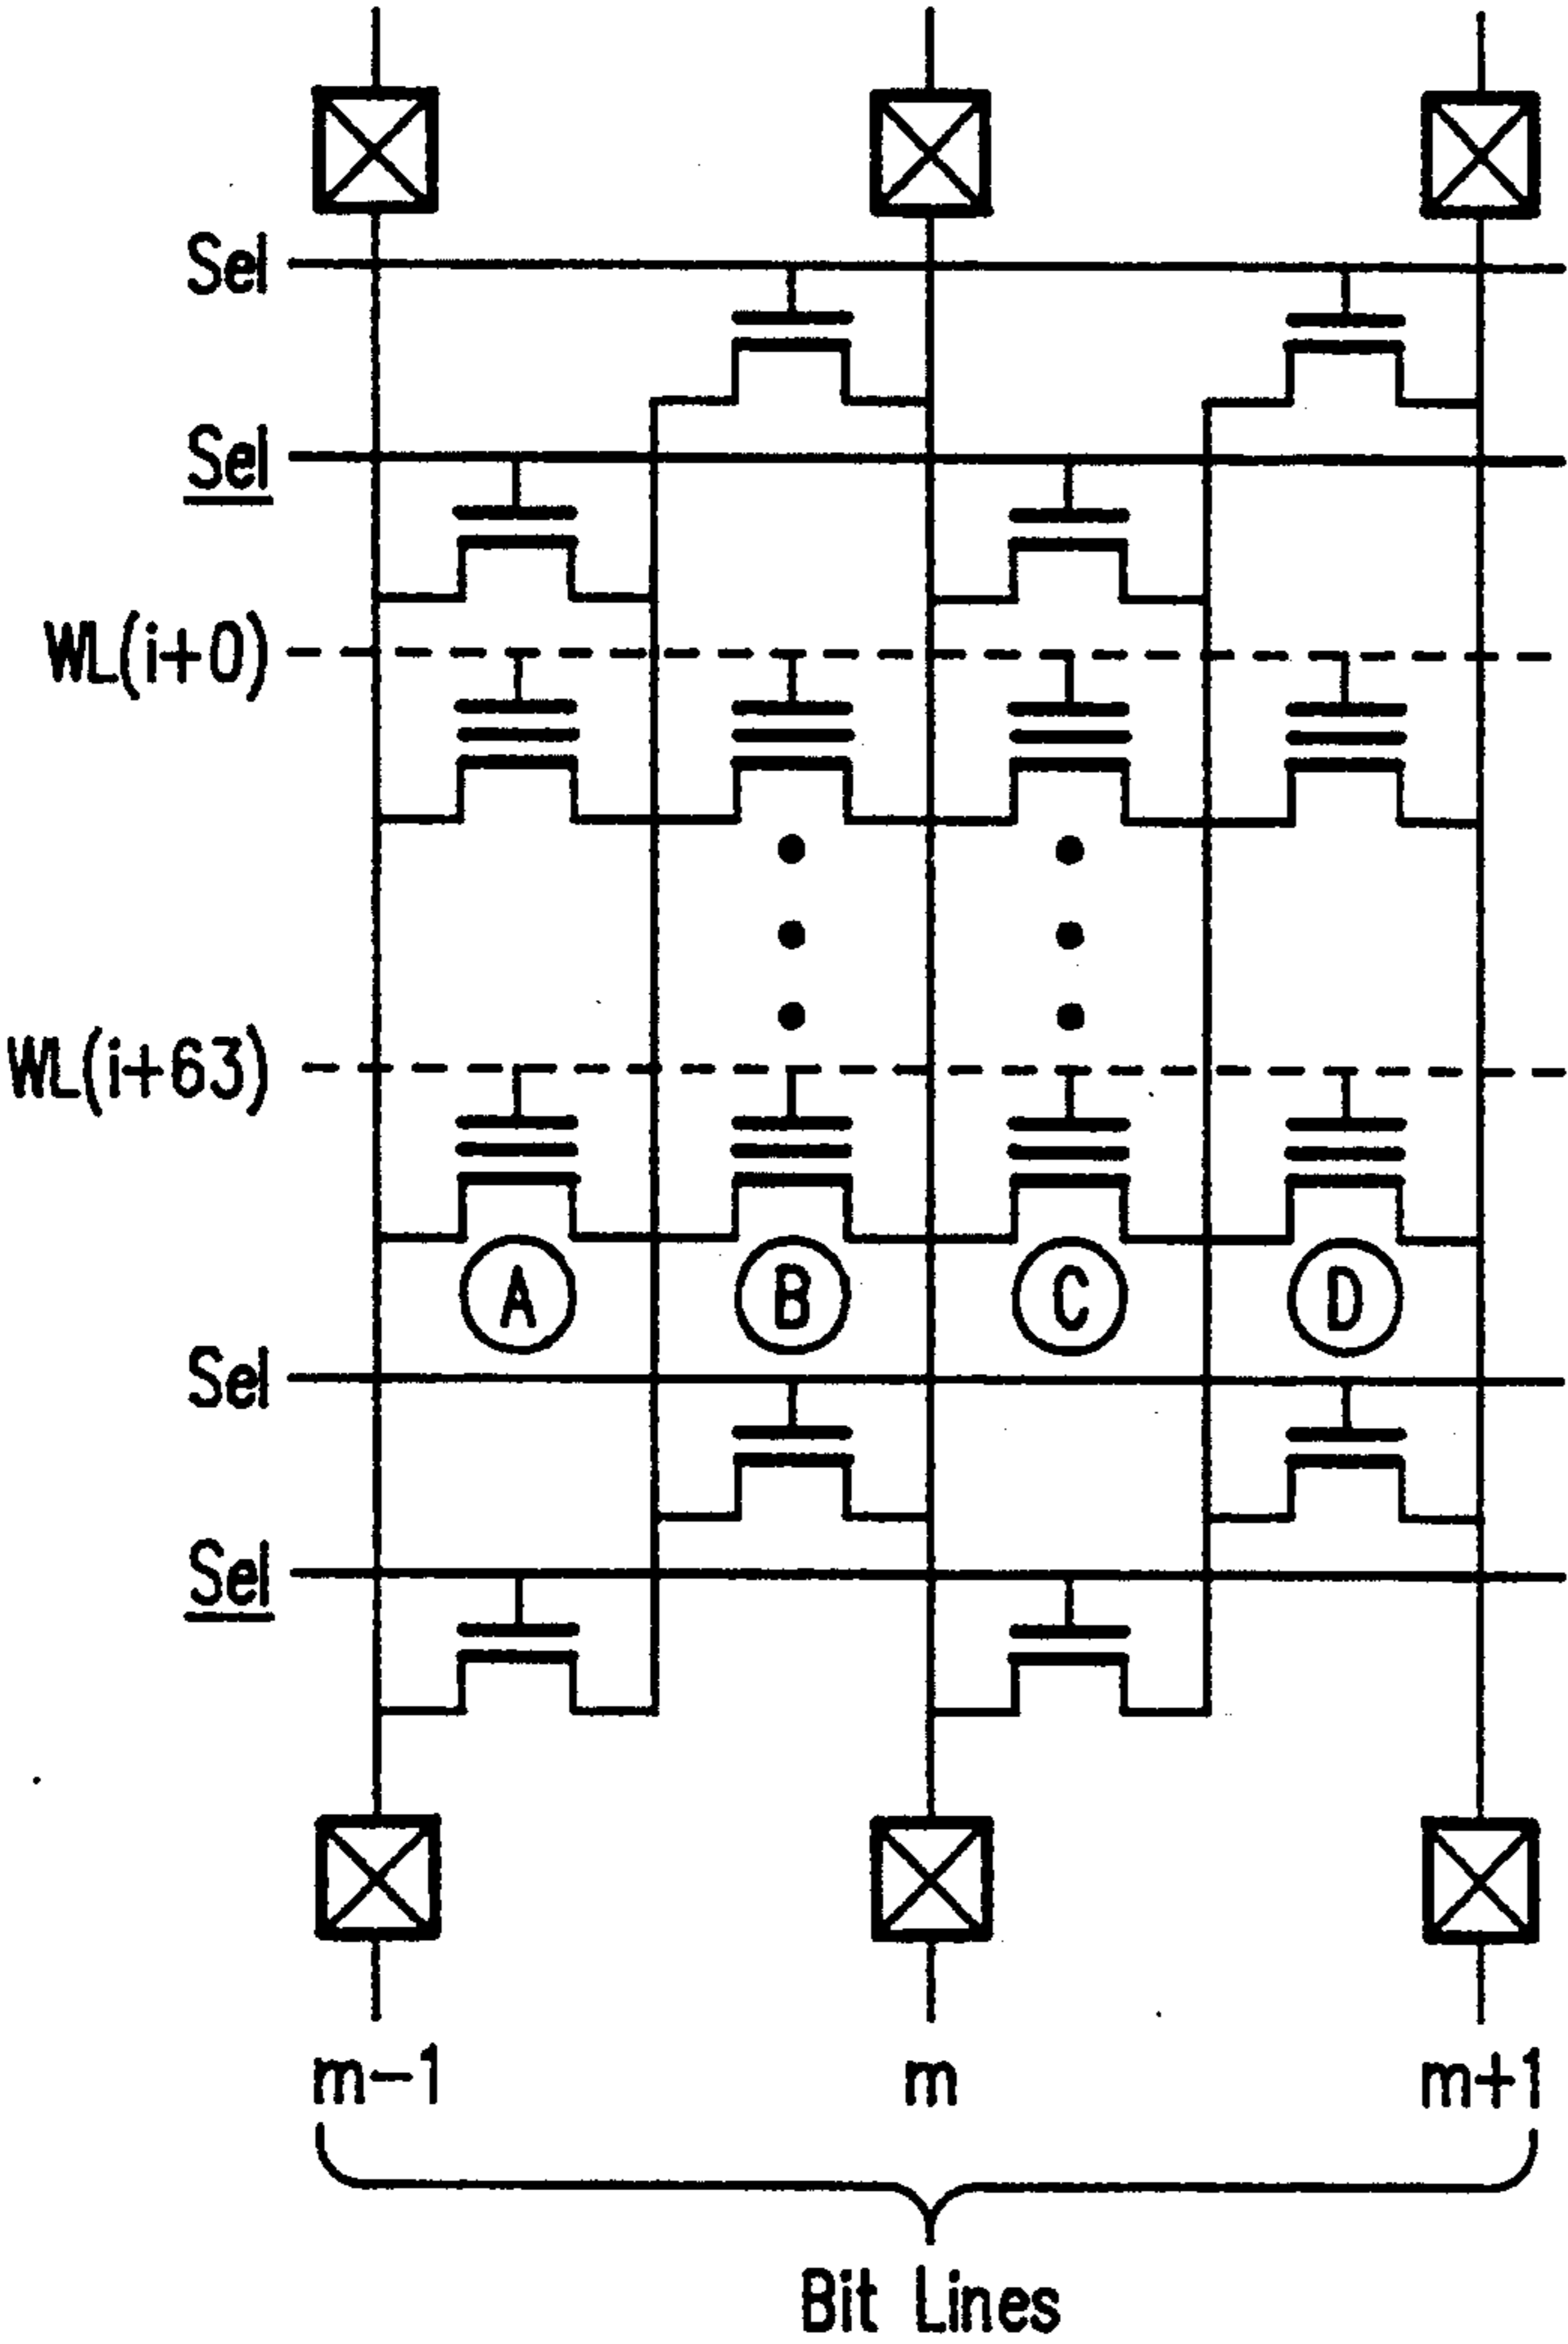 Sel
Sel
WL(i+0)
WL(i+63)
A B C D
Sel
Sel
m-1 m m+1
Bit Lines